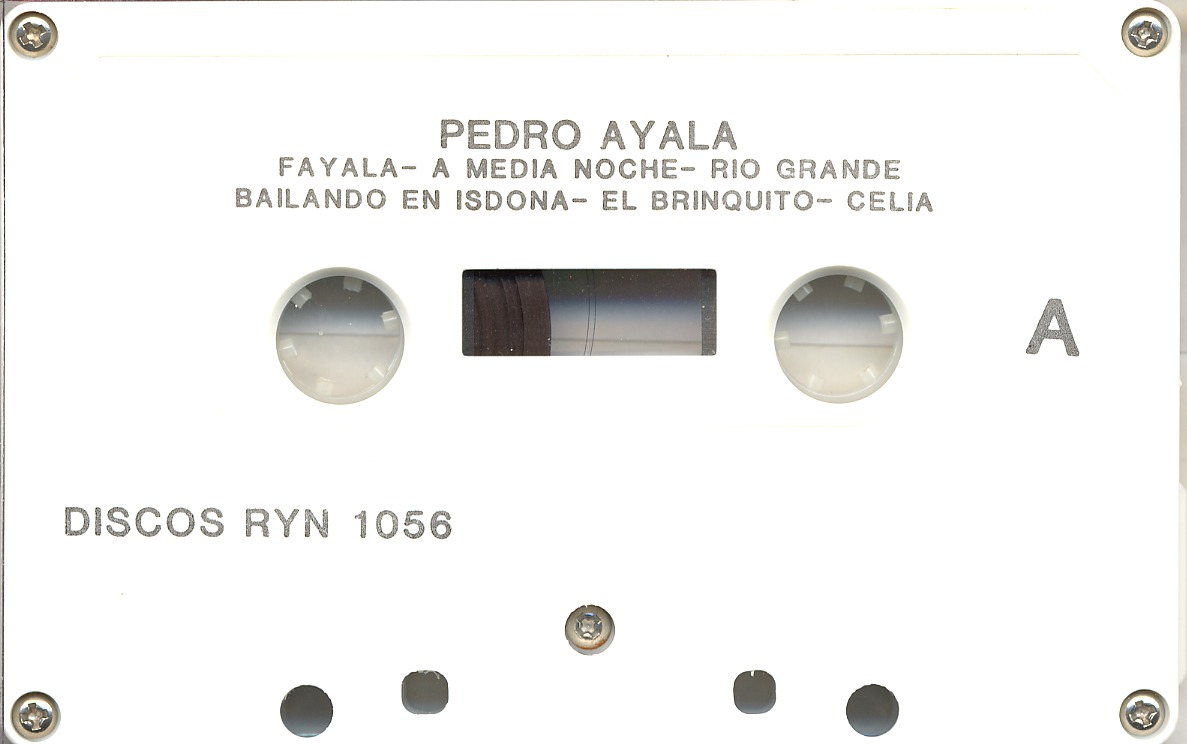 PEDRO AYALA
FAYALA- A MEDIA NOCHE- RIO GRANDE
BAILANDO EN ISDONA- EL BRINQUITO- CELIA
A
DISCOS RYN 1056